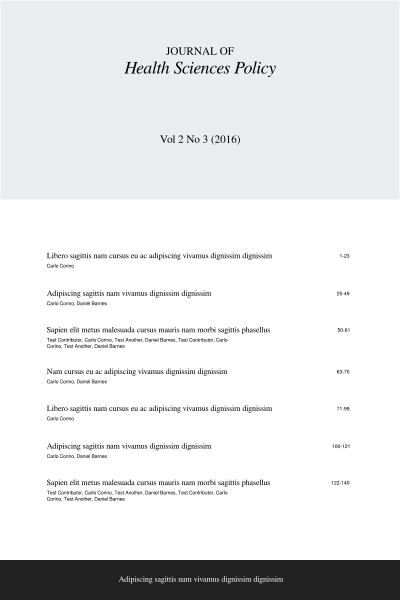 JOURNAL OF
Health Sciences Policy
Vol 2 No 3 (2016)
Libero sagittis nam cursus eu ac adipiscing vivamus dignissim dignissim 1-23
Carlo Corino
Adipiscing sagittis nam vivamus dignissim dignissim 25-49
Carlo Corino, Daniel Barnes
Sapien elit metus malesuada cursus mauris nam morbi sagittis phasellus 50-61
Test Contributor, Carlo Corino, Test Another, Daniel Barnes, Test Contributor, Carlo
Corino, Test Another, Daniel Barnes
Nam cursus eu ac adipiscing vivamus dignissim dignissim 63-70
Carlo Corino, Daniel Barnes
Libero sagittis nam cursus eu ac adipiscing vivamus dignissim dignissim 71-99
Carlo Corino
Adipiscing sagittis nam vivamus dignissim dignissim 100-121
Carlo Corino, Daniel Barnes
Sapien elit metus malesuada cursus mauris nam morbi sagittis phasellus 122-140
Test Contributor, Carlo Corino, Test Another, Daniel Barnes, Test Contributor, Carlo
Corino, Test Another, Daniel Barnes
Adipiscing sagittis nam vivamus dignissim dignissim